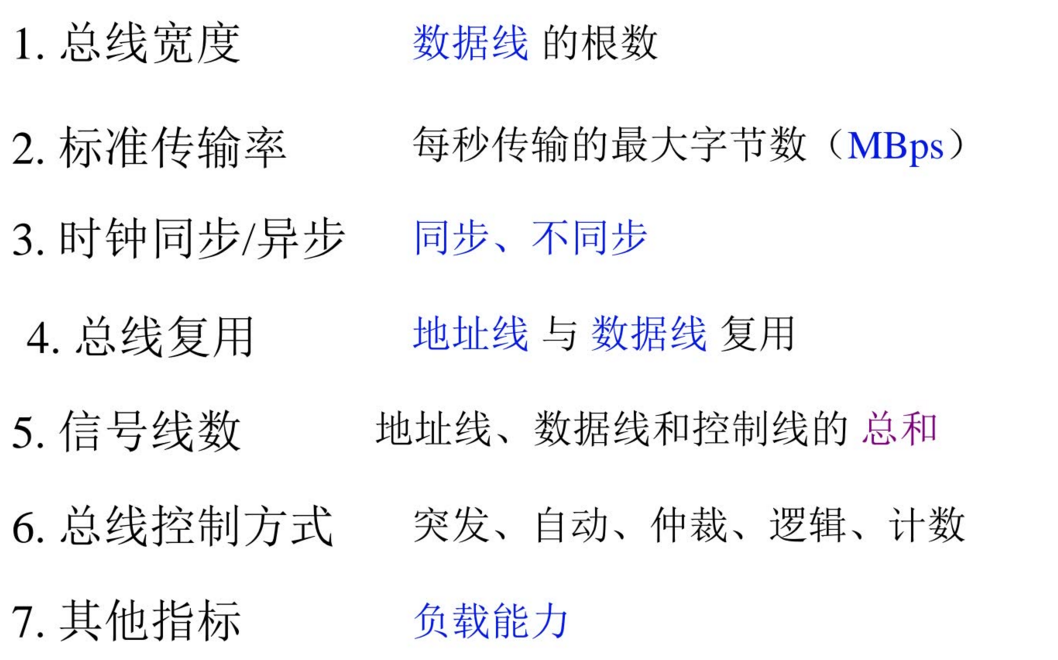 1. 总线宽度 数据线 的根数
2. 标准传输率 每秒传输的最大字节数（MBps）
3. 时钟同步/异步 同步、不同步
4. 总线复用 地址线 与 数据线 复用
5. 信号线数 地址线、数据线和控制线的 总和
6. 总线控制方式 突发、自动、仲裁、逻辑、计数
7. 其他指标 负载能力